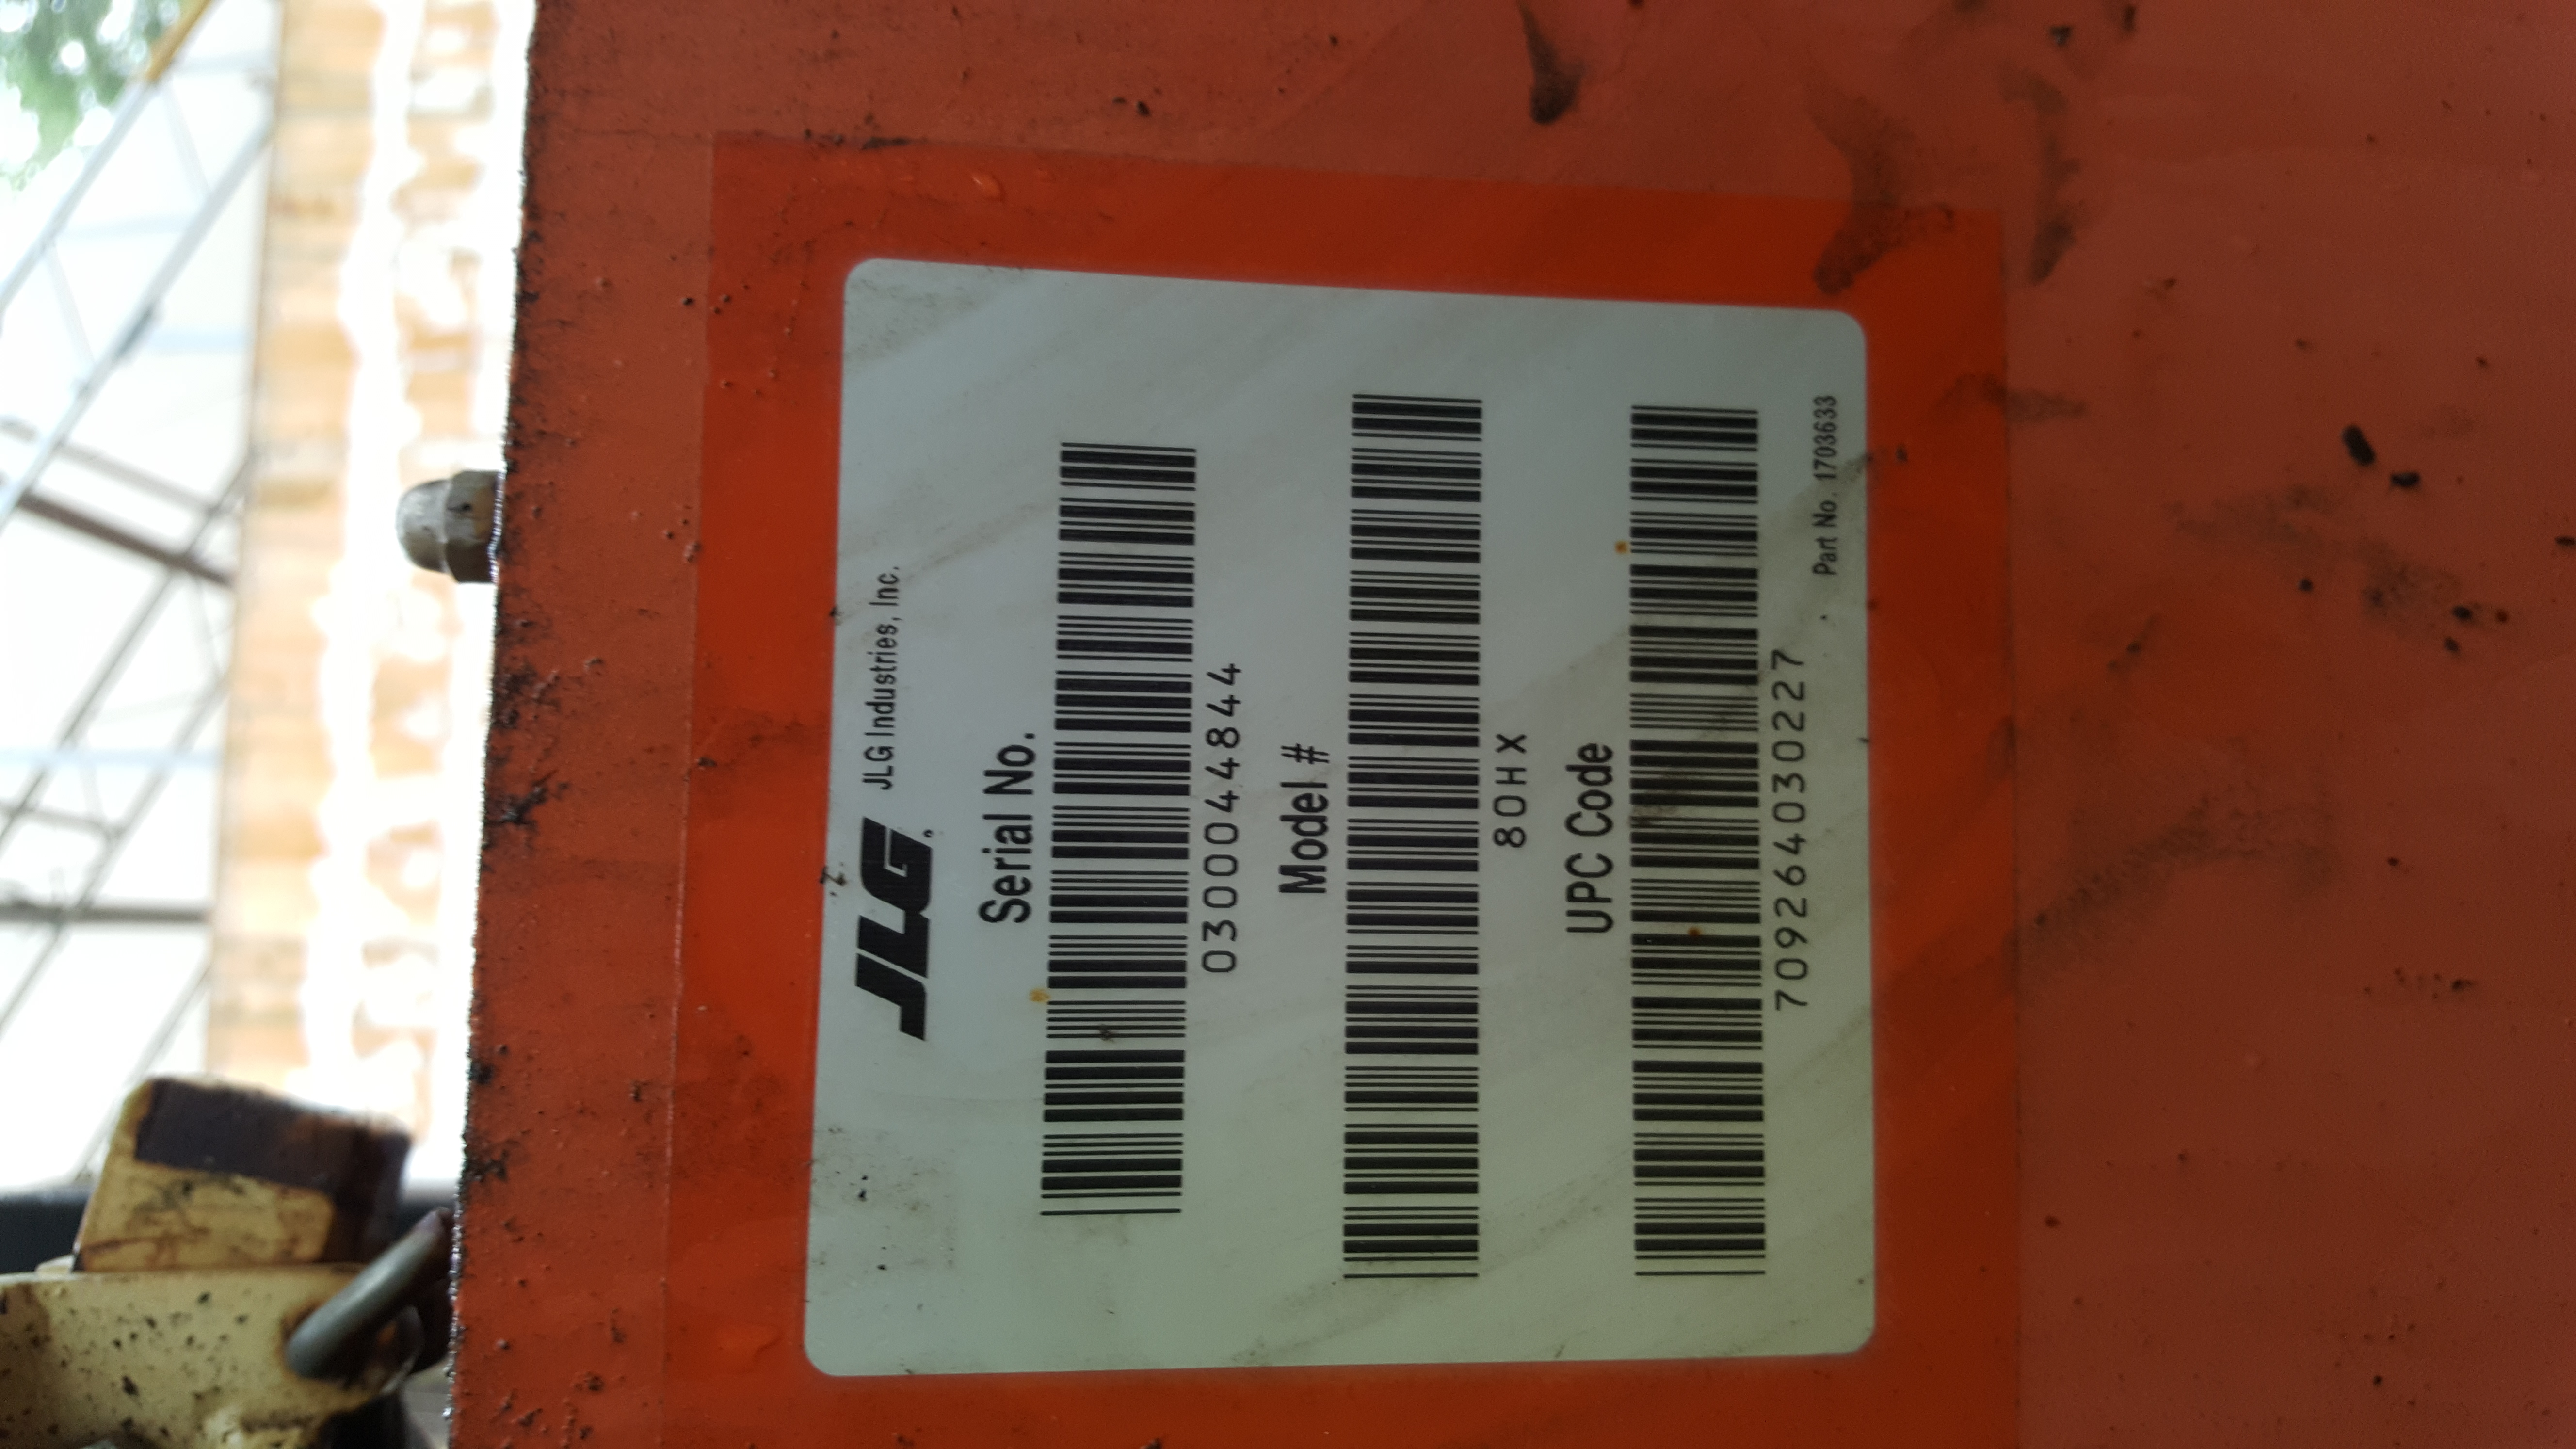 JLG® JLG Industries, Inc.
Serial No.
0300044844
Model #
80HX
UPC Code
709264030227
Part No. 1703633